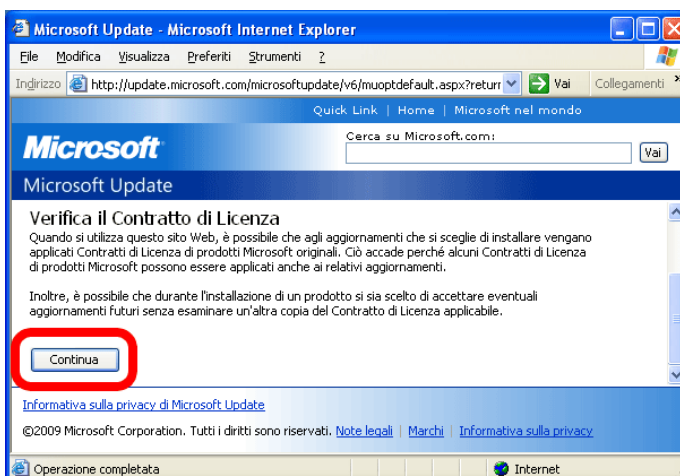 Microsoft Update - Microsoft Internet Explorer
File Modifica Visualizza Preferiti Strumenti ?
Indirizzo http://update.microsoft.com/microsoftupdate/v6/muoptdefault.aspx?returr Vai Collegamenti »
Quick Link | Home | Microsoft nel mondo
Microsoft
Cerca su Microsoft.com:
Vai
Microsoft Update
Verifica il Contratto di Licenza
Quando si utilizza questo sito Web, è possibile che agli aggiornamenti che si sceglie di installare vengano
applicati Contratti di Licenza di prodotti Microsoft originali. Ciò accade perché alcuni Contratti di Licenza
di prodotti Microsoft possono essere applicati anche ai relativi aggiornamenti.
Inoltre, è possibile che durante l'installazione di un prodotto si sia scelto di accettare eventuali
aggiornamenti futuri senza esaminare un'altra copia del Contratto di Licenza applicabile.
Continua
Informativa sulla privacy di Microsoft Update
©2009 Microsoft Corporation. Tutti i diritti sono riservati. Note legali | Marchi | Informativa sulla privacy
Operazione completata Internet